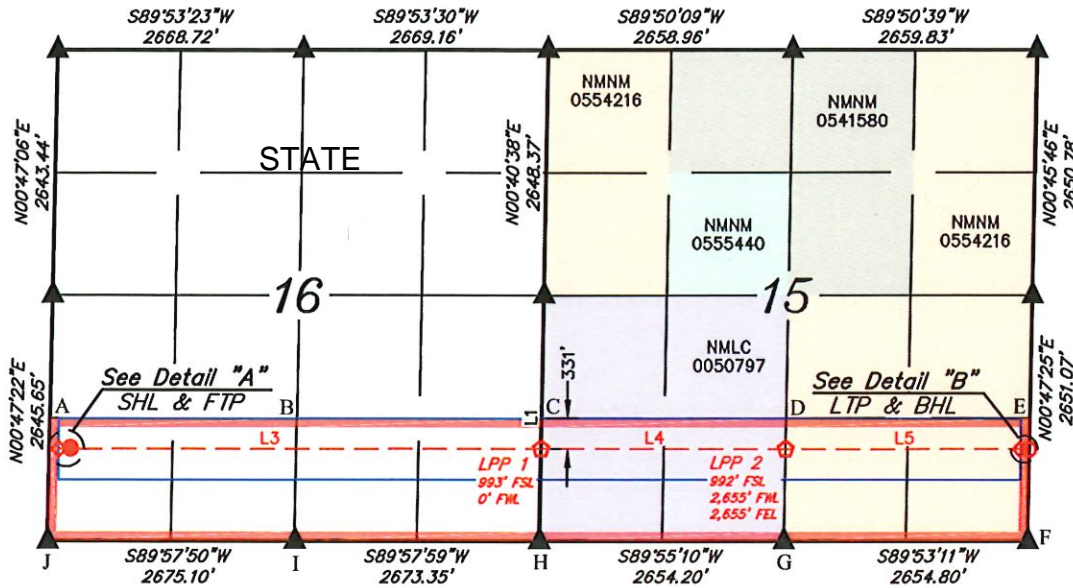 S89°53'23"W
2668.72'
S89°53'30"W
2669.16'
S89°50'09"W
2658.96'
S89°50'39"W
2659.83'
N00°47'06"E
2643.44'
STATE
N00°40'38"E
2648.37'
NMNM
0554216
NMNM
0541580
N00°45'46"E
2650.78'
NMNM
0555440
NMNM
0554216
16
15
NMLC
0050797
N00°47'22"E
2645.65'
See Detail "A"
SHL & FTP
331'
See Detail "B"
LTP & BHL
N00°47'25"E
2651.07'
A
B
L1
C
D
E
L3
L4
L5
LPP 1
993' FSL
0' FWL
LPP 2
992' FSL
2,655' FWL
2,655' FEL
J
I
H
G
F
S89°57'50"W
2675.10'
S89°57'59"W
2673.35'
S89°55'10"W
2654.20'
S89°53'11"W
2654.80'